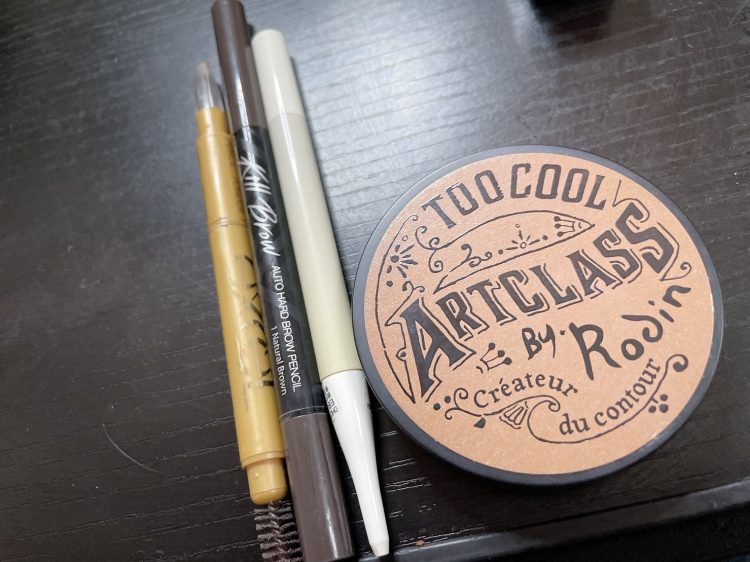 Kill Brow
AUTO HARD BROW PENCIL
1 Natural Brown
TOO COOL
ARTCLASS
By. Rodin
Créateur
du contour